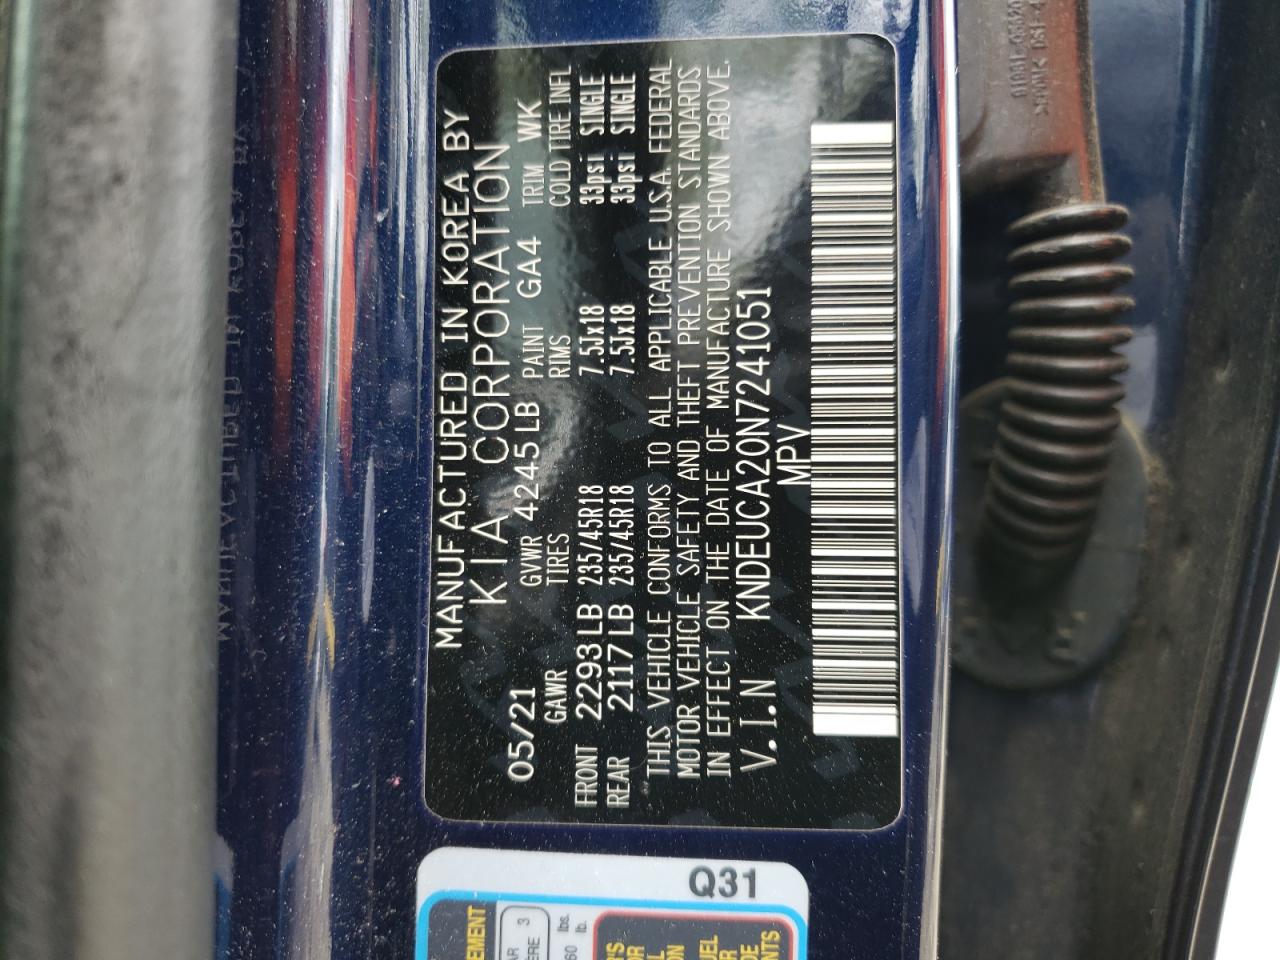 MANUFACTURED IN KOREA BY
KIA CORPORATION
05/21 GVWR 4245 LB PAINT GA4 TRIM WK
GAWR TIRES RIMS COLD TIRE INFL
FRONT 2293 LB 235/45R18 7.5Jx18 33psi SINGLE
REAR 2117 LB 235/45R18 7.5Jx18 33psi SINGLE
THIS VEHICLE CONFORMS TO ALL APPLICABLE U.S.A. FEDERAL
MOTOR VEHICLE SAFETY AND THEFT PREVENTION STANDARDS
IN EFFECT ON THE DATE OF MANUFACTURE SHOWN ABOVE.
V.I.N KNDEUCA20N7241051
MPV
Q31